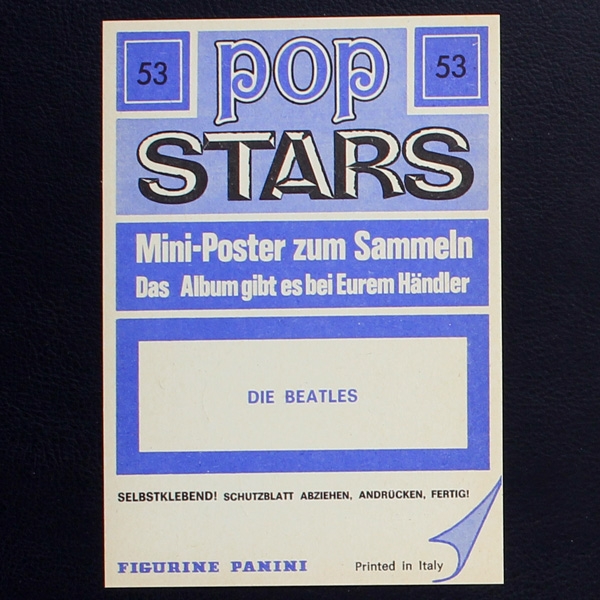 53 pop 53
STARS
Mini-Poster zum Sammeln
Das Album gibt es bei Eurem Händler
DIE BEATLES
SELBSTKLEBEND! SCHUTZBLATT ABZIEHEN, ANDRÜCKEN, FERTIG!
FIGURINE PANINI Printed in Italy